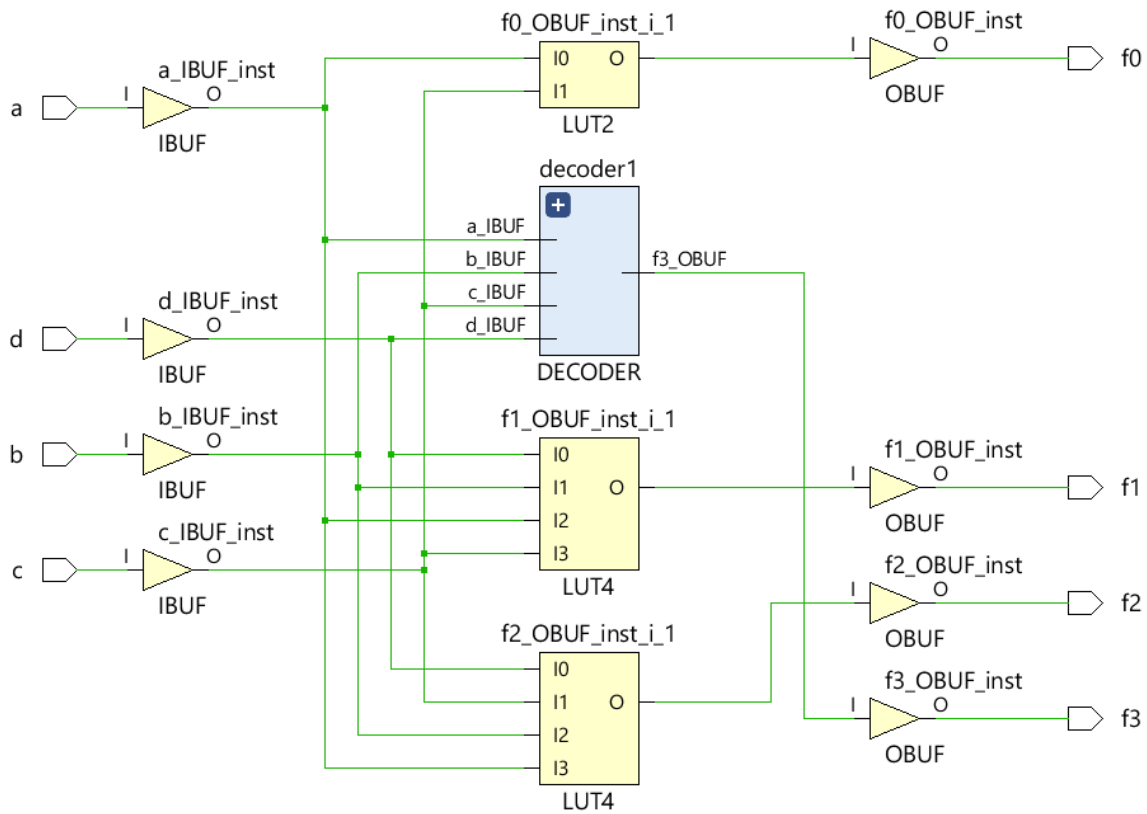 f0_OBUF_inst_i_1
f0_OBUF_inst
a_IBUF_inst
I0 O
I O
f0
I O
I1
OBUF
a
LUT2
IBUF
decoder1
+
a_IBUF
b_IBUF
f3_OBUF
c_IBUF
d_IBUF_inst
I O
d_IBUF
d
DECODER
IBUF
b_IBUF_inst
f1_OBUF_inst_i_1
I O
b
I0
f1_OBUF_inst
I O
IBUF
I1 O
f1
c_IBUF_inst
I2
OBUF
I O
I3
c
LUT4
f2_OBUF_inst
I O
IBUF
f2
f2_OBUF_inst_i_1
OBUF
I0
f3_OBUF_inst
I1 O
I O
f3
I2
OBUF
I3
LUT4